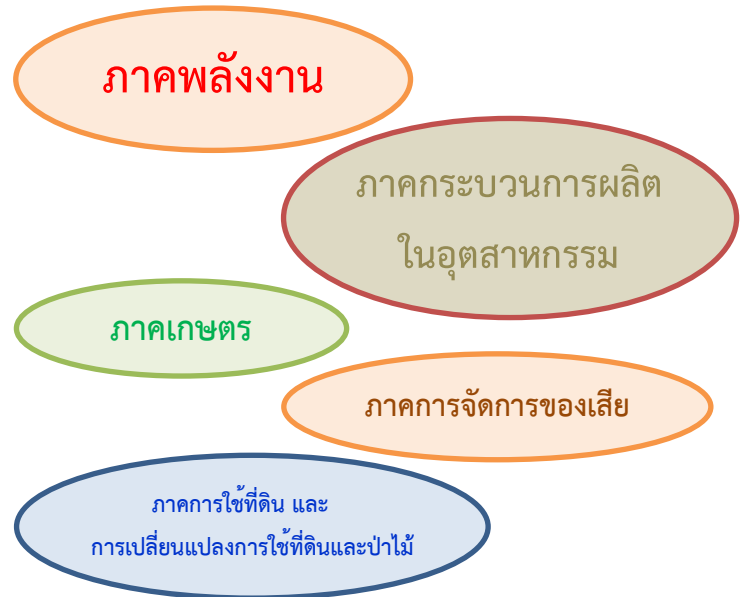 ภาคพลังงาน
ภาคกระบวนการผลิต
ในอุตสาหกรรม
ภาคเกษตร
ภาคการจัดการของเสีย
ภาคการใช้ที่ดิน และ
การเปลี่ยนแปลงการใช้ที่ดินและป่าไม้